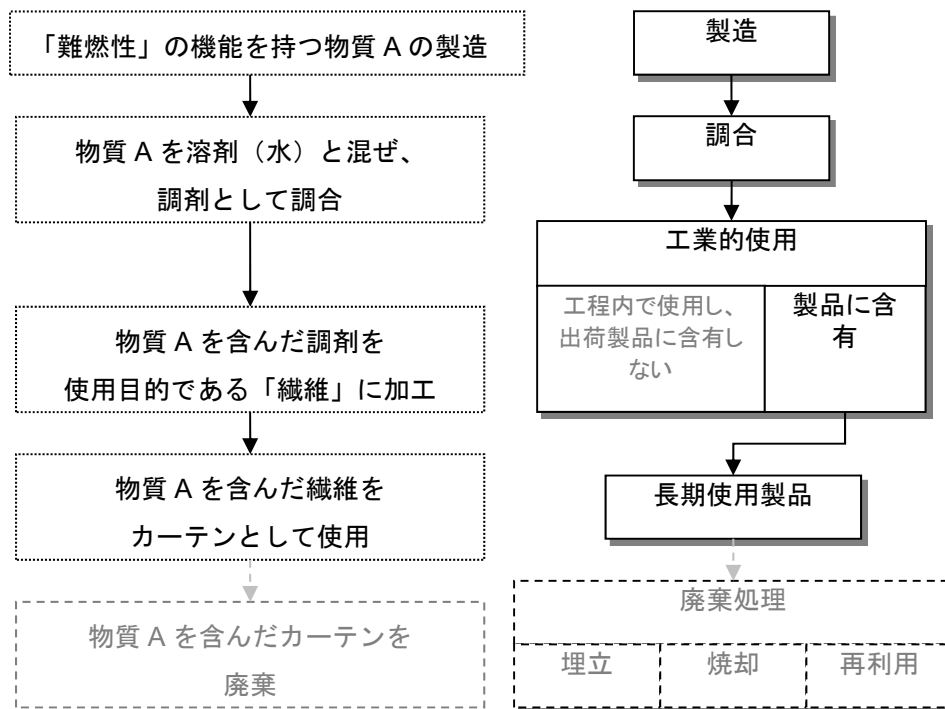 「難燃性」の機能を持つ物質 A の製造
物質 A を溶剤（水）と混ぜ、
調剤として調合
物質 A を含んだ調剤を
使用目的である「繊維」に加工
物質 A を含んだ繊維を
カーテンとして使用
物質 A を含んだカーテンを
廃棄
製造
調合
工業的使用
工程内で使用し、
出荷製品に含有し
ない
製品に含
有
長期使用製品
廃棄処理
埋立
焼却
再利用